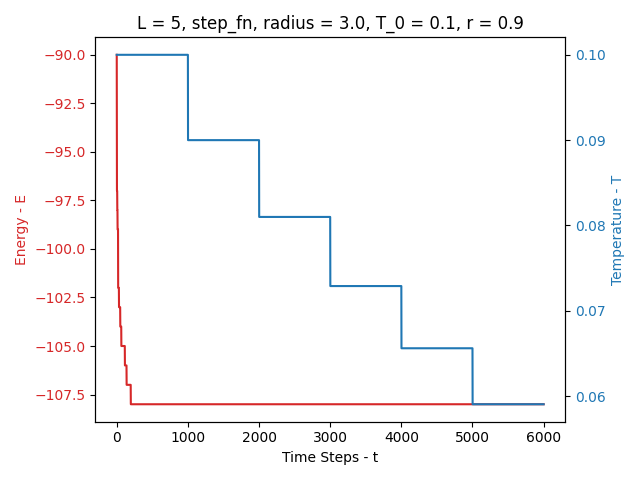 L = 5, step_fn, radius = 3.0, T_0 = 0.1, r = 0.9
−90.0
−92.5
−95.0
−97.5
−100.0
−102.5
−105.0
−107.5
Energy - E
0.10
0.09
0.08
0.07
0.06
Temperature - T
0 1000 2000 3000 4000 5000 6000
Time Steps - t